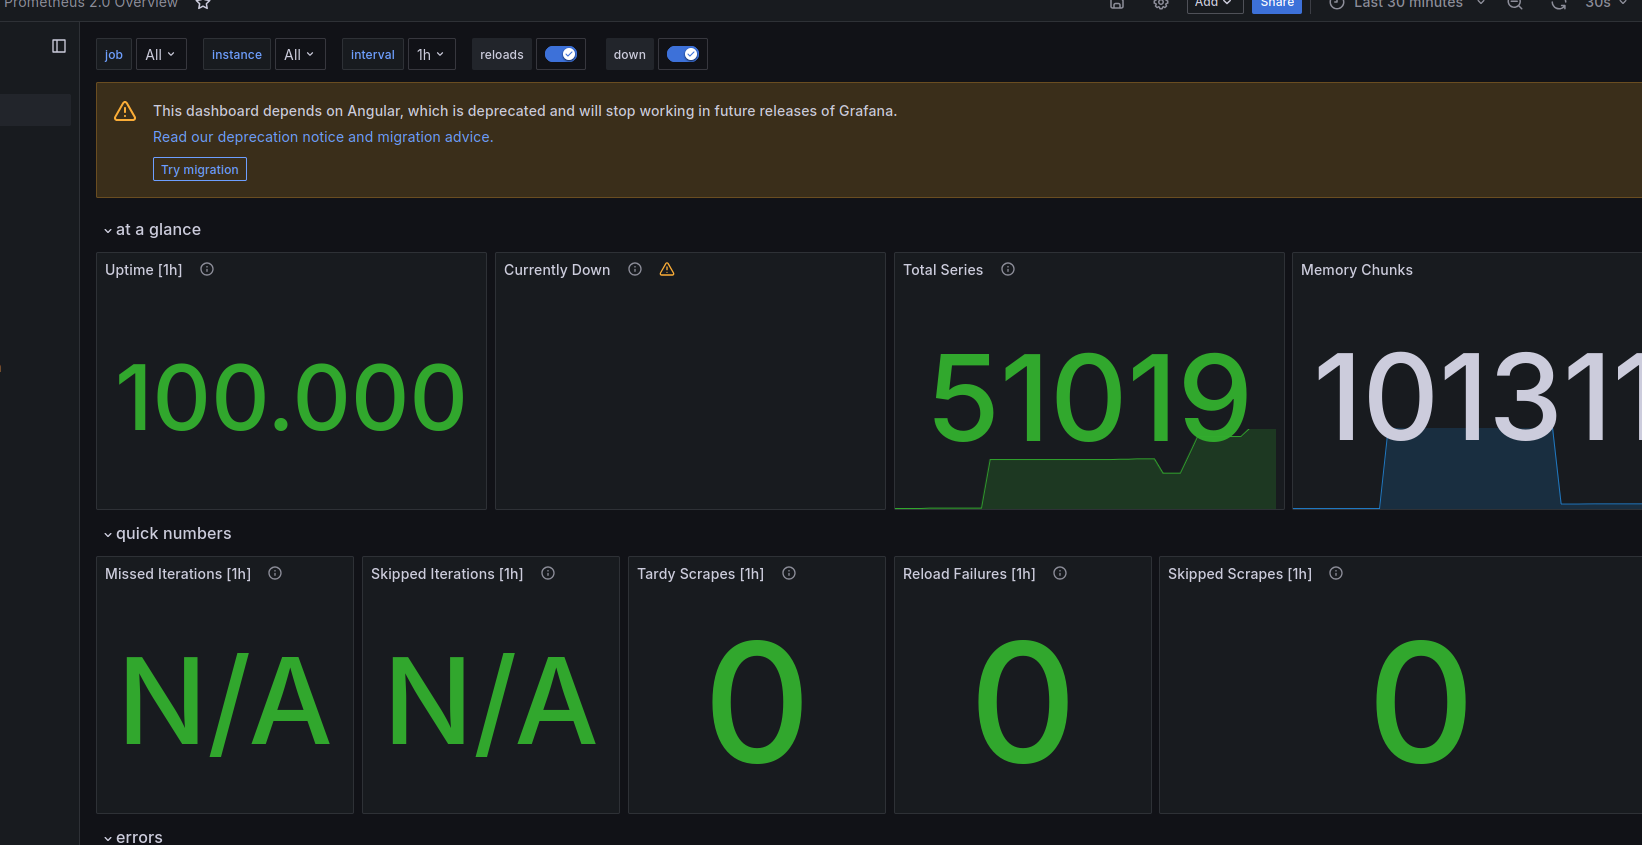 Prometheus 2.0 Overview
Add
Share
Last 30 minutes
30s
job
All
instance
All
interval
1h
reloads
down
This dashboard depends on Angular, which is deprecated and will stop working in future releases of Grafana.
Read our deprecation notice and migration advice.
Try migration
at a glance
Uptime [1h]
Currently Down
Total Series
Memory Chunks
100.000
51019
101311
quick numbers
Missed Iterations [1h]
Skipped Iterations [1h]
Tardy Scrapes [1h]
Reload Failures [1h]
Skipped Scrapes [1h]
N/A
N/A
0
0
0
errors